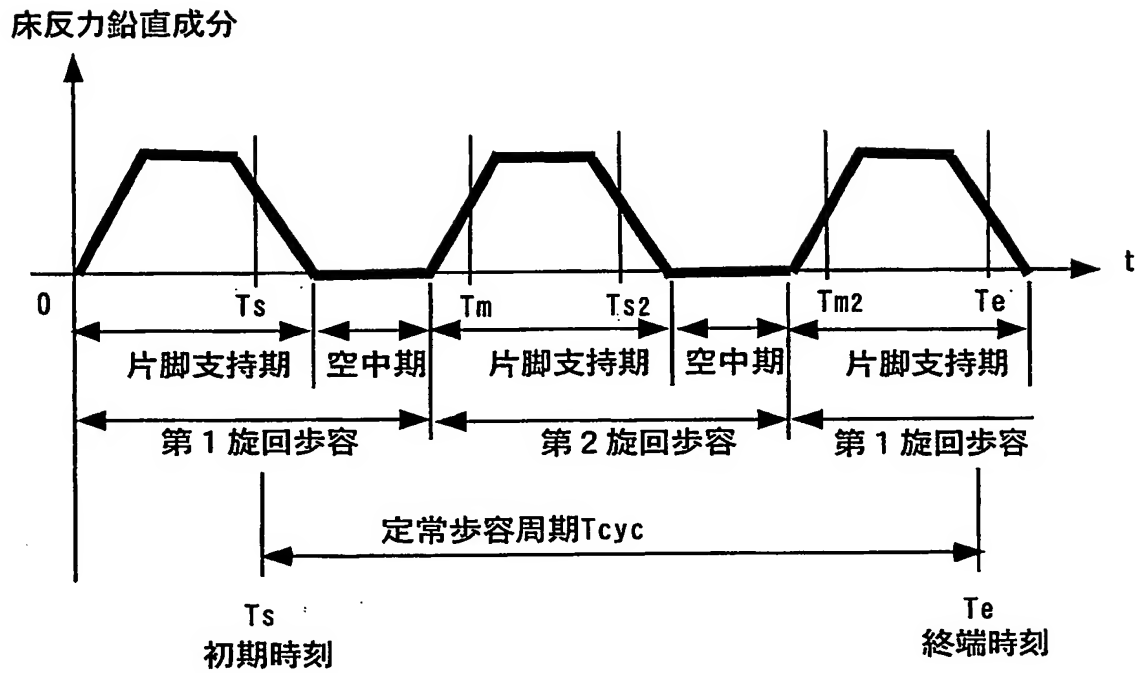 床反力鉛直成分
t
0
Ts
Tm
Ts2
Tm2
Te
片脚支持期
空中期
片脚支持期
空中期
片脚支持期
第1旋回歩容
第2旋回歩容
第1旋回歩容
定常歩容周期Tcyc
Ts
初期時刻
Te
終端時刻